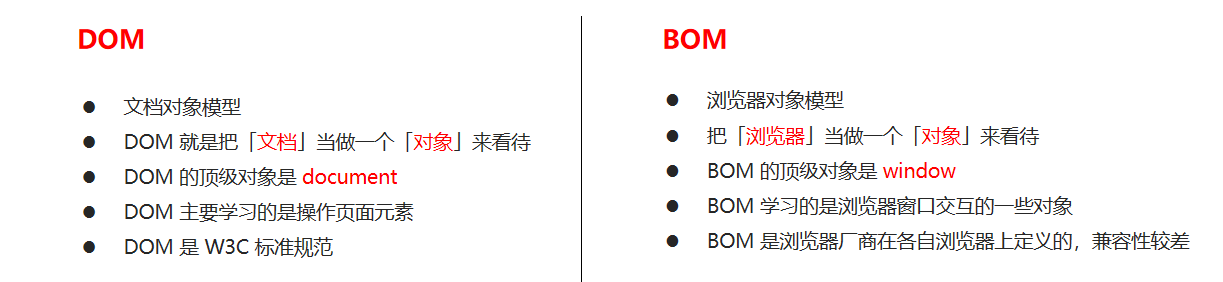 DOM
文档对象模型
DOM 就是把「文档」当做一个「对象」来看待
DOM 的顶级对象是 document
DOM 主要学习的是操作页面元素
DOM 是 W3C 标准规范
BOM
浏览器对象模型
把「浏览器」当做一个「对象」来看待
BOM 的顶级对象是 window
BOM 学习的是浏览器窗口交互的一些对象
BOM 是浏览器厂商在各自浏览器上定义的，兼容性较差